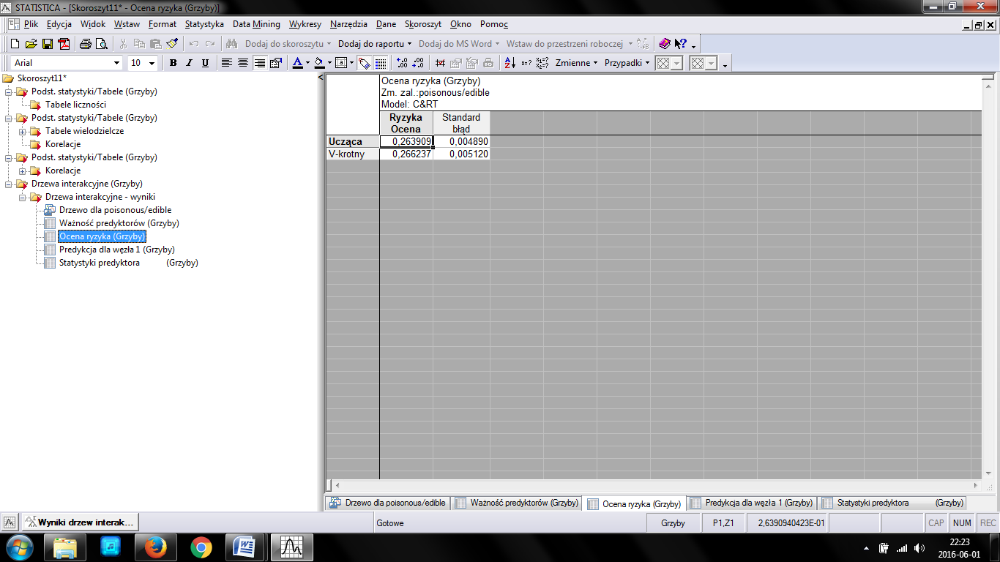 STATISTICA - [Skoroszyt11* - Ocena ryzyka (Grzyby)]
Plik Edycja Widok Wstaw Format Statystyka Data Mining Wykresy Narzędzia Dane Skoroszyt Okno Pomoc
Dodaj do skoroszytu Dodaj do raportu Dodaj do MS Word Wstaw do przestrzeni roboczej
Arial 10 B I U A Zmienne Przypadki
Skoroszyt11*
Podst. statystyki/Tabele (Grzyby)
Tabele liczności
Podst. statystyki/Tabele (Grzyby)
Tabele wielodzielcze
Korelacje
Podst. statystyki/Tabele (Grzyby)
Korelacje
Drzewa interakcyjne (Grzyby)
Drzewa interakcyjne - wyniki
Drzewo dla poisonous/edible
Ważność predyktorów (Grzyby)
Ocena ryzyka (Grzyby)
Predykcja dla węzła 1 (Grzyby)
Statystyki predyktora (Grzyby)
Ocena ryzyka (Grzyby)
Zm. zal.:poisonous/edible
Model: C&RT
Ryzyka Standard
Ocena błąd
Ucząca 0,263909 0,004890
V-krotny 0,266237 0,005120
Drzewo dla poisonous/edible Ważność predyktorów (Grzyby) Ocena ryzyka (Grzyby) Predykcja dla węzła 1 (Grzyby) Statystyki predyktora (Grzyby)
Wyniki drzew interak... Gotowe Grzyby P1,Z1 2,6390940423E-01 CAP NUM REC
22:23
2016-06-01